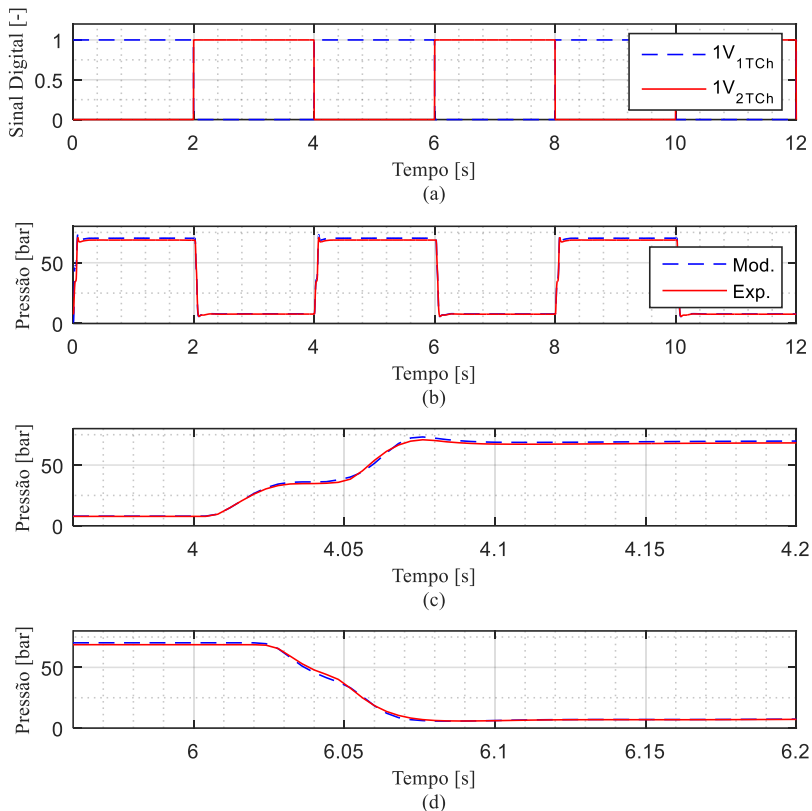 Sinal Digital [-]
1
0.5
0
1V1TCh
1V2TCh
0 2 4 6 8 10 12
Tempo [s]
(a)
Pressão [bar]
50
0
Mod.
Exp.
0 2 4 6 8 10 12
Tempo [s]
(b)
Pressão [bar]
50
0
4 4.05 4.1 4.15 4.2
Tempo [s]
(c)
Pressão [bar]
50
0
6 6.05 6.1 6.15 6.2
Tempo [s]
(d)